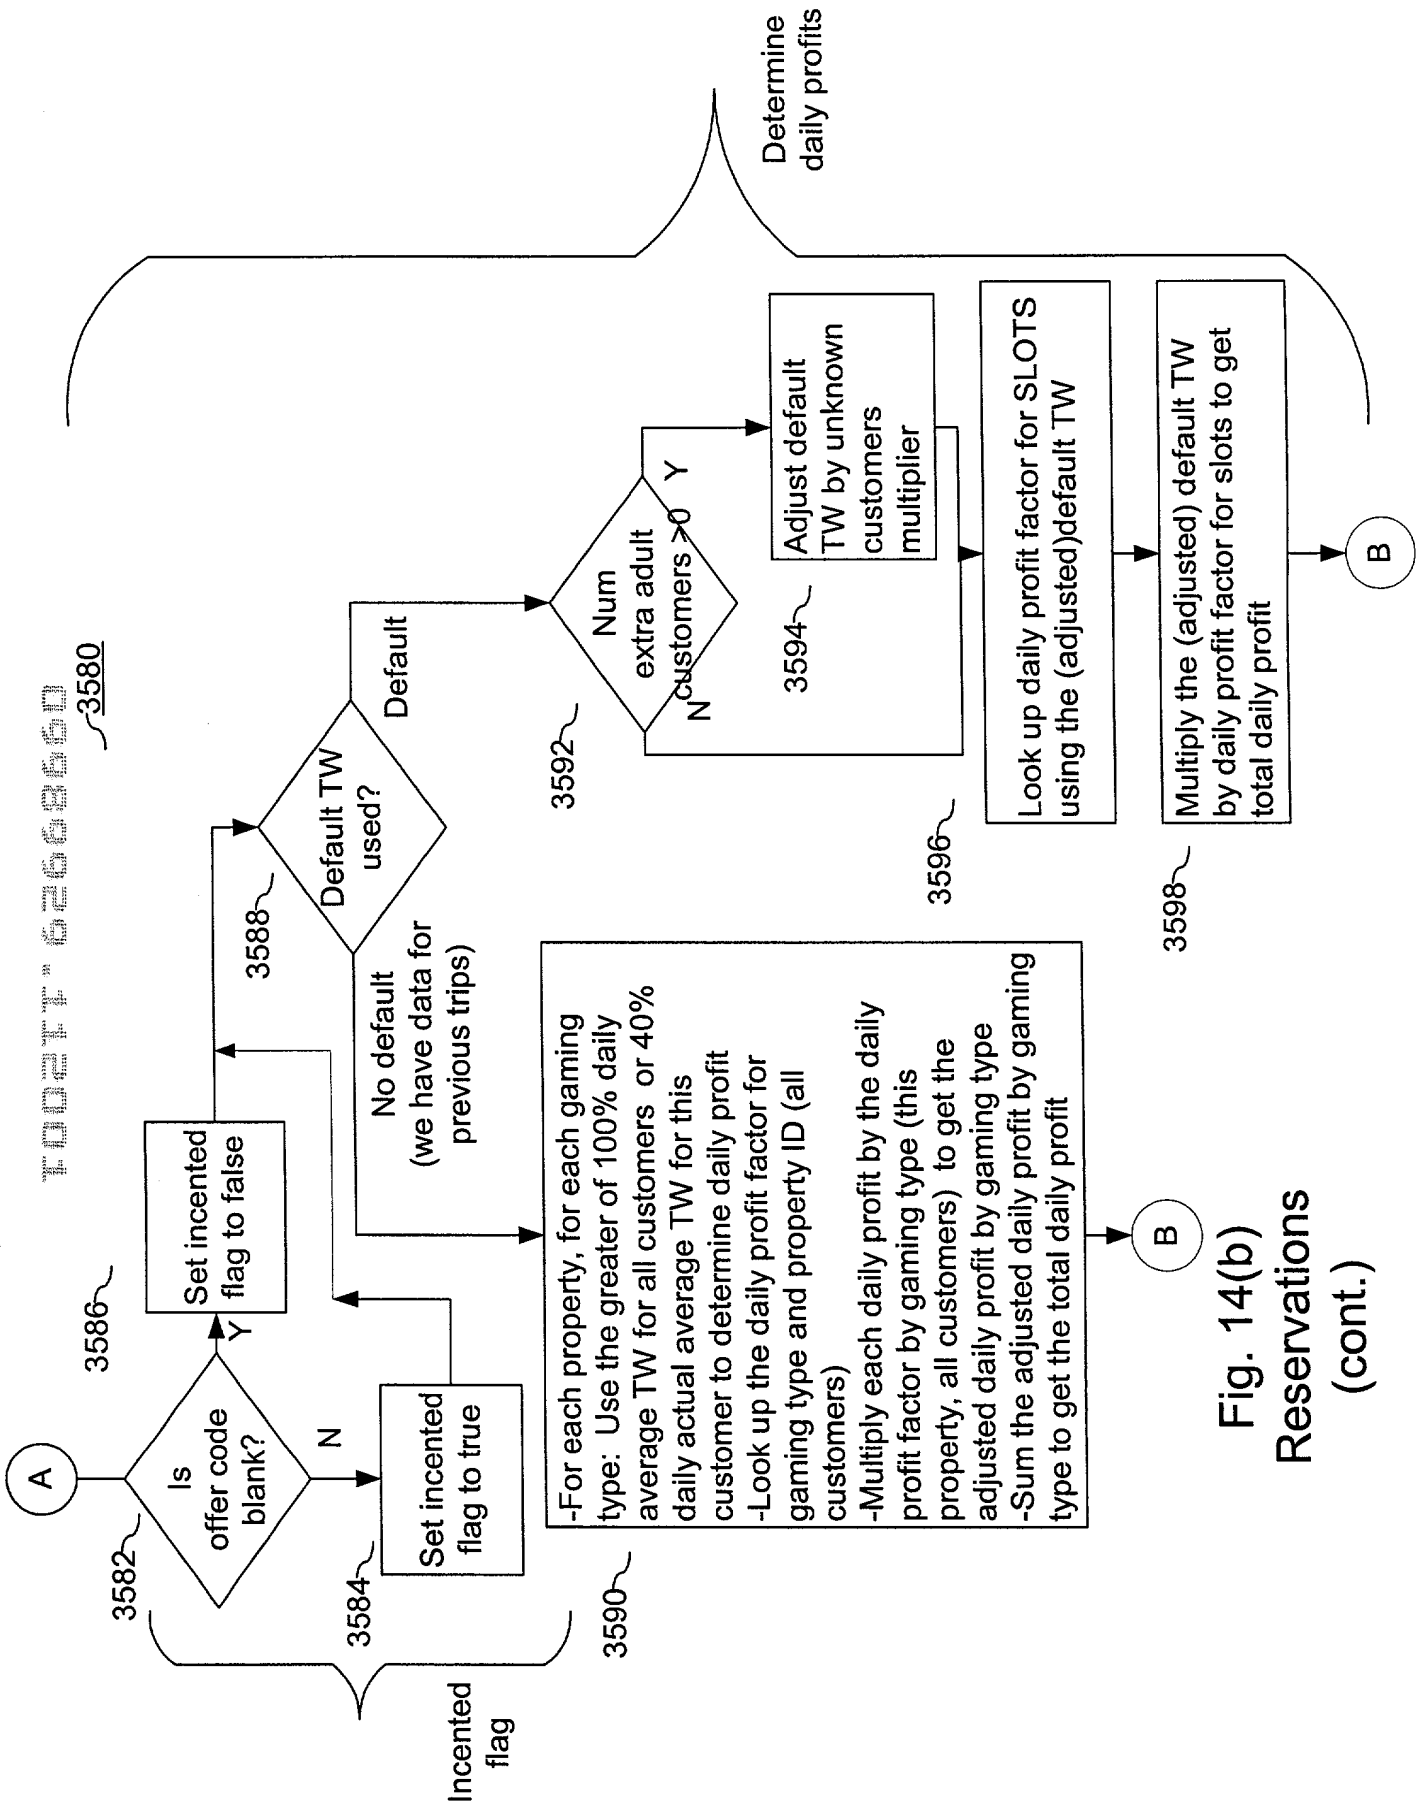 3580
A
3582
Is
offer code
blank?
Y
N
3586
Set incented
flag to false
3584
Set incented
flag to true
Incented
flag
3588
Default TW
used?
Default
No default
(we have data for
previous trips)
3590
-For each property, for each gaming
type: Use the greater of 100% daily
average TW for all customers or 40%
daily actual average TW for this
customer to determine daily profit
-Look up the daily profit factor for
gaming type and property ID (all
customers)
-Multiply each daily profit by the daily
profit factor by gaming type (this
property, all customers) to get the
adjusted daily profit by gaming type
-Sum the adjusted daily profit by gaming
type to get the total daily profit
B
3592
Num
extra adult
customers >0
Y
N
3594
Adjust default
TW by unknown
customers
multiplier
3596
Look up daily profit factor for SLOTS
using the (adjusted)default TW
3598
Multiply the (adjusted) default TW
by daily profit factor for slots to get
total daily profit
B
Determine
daily profits
Fig. 14(b)
Reservations
(cont.)